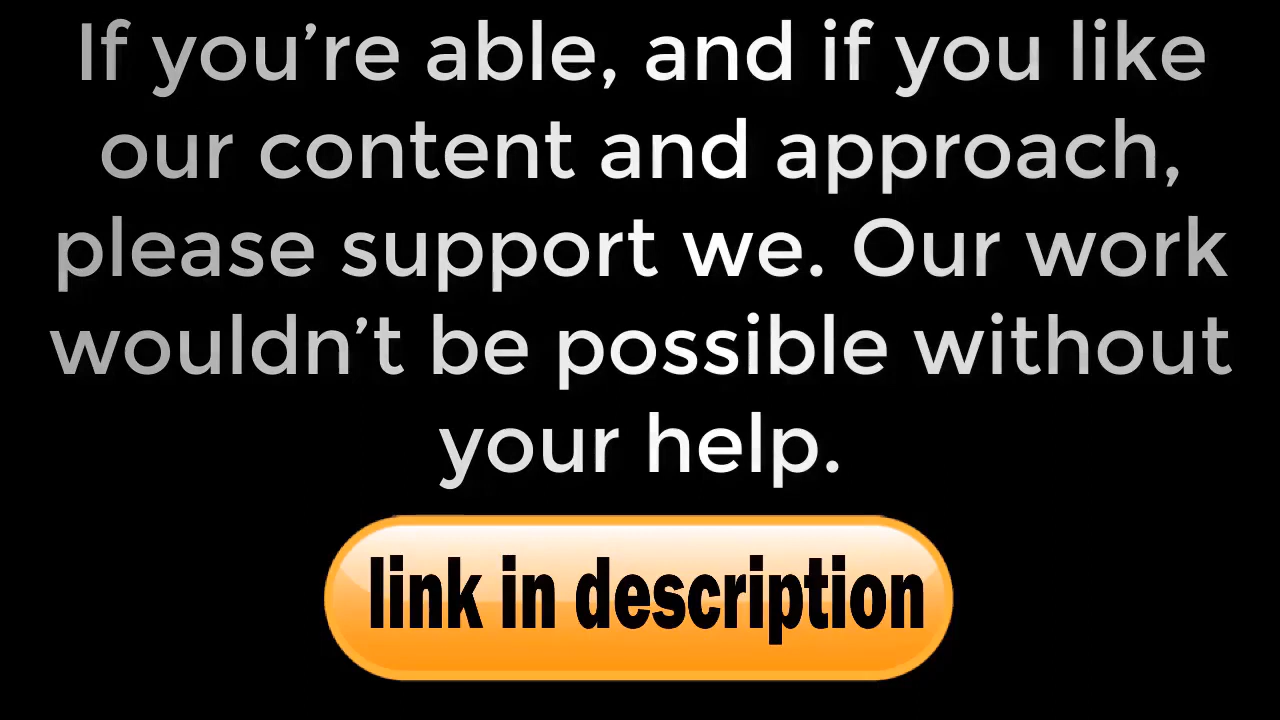 If you’re able, and if you like
our content and approach,
please support we. Our work
wouldn’t be possible without
your help.
link in description